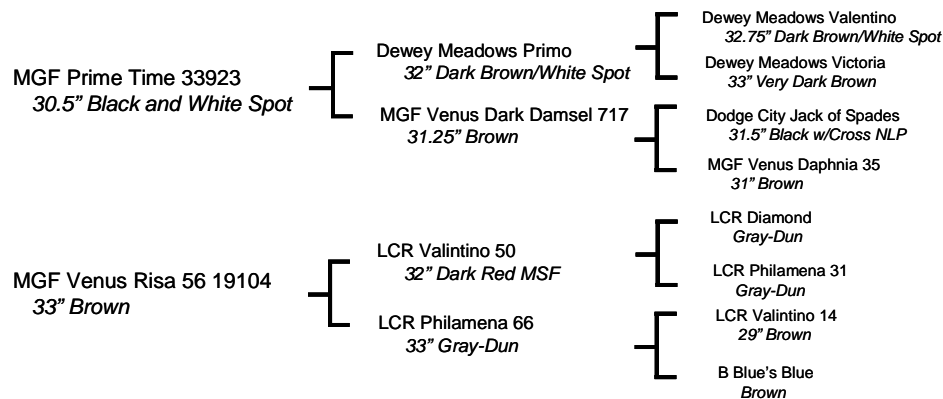 MGF Prime Time 33923
30.5” Black and White Spot
Dewey Meadows Primo
32” Dark Brown/White Spot
MGF Venus Dark Damsel 717
31.25” Brown
Dewey Meadows Valentino
32.75” Dark Brown/White Spot
Dewey Meadows Victoria
33” Very Dark Brown
Dodge City Jack of Spades
31.5” Black w/Cross NLP
MGF Venus Daphnia 35
31” Brown
MGF Venus Risa 56 19104
33” Brown
LCR Valintino 50
32” Dark Red MSF
LCR Philamena 66
33” Gray-Dun
LCR Diamond
Gray-Dun
LCR Philamena 31
Gray-Dun
LCR Valintino 14
29” Brown
B Blue’s Blue
Brown